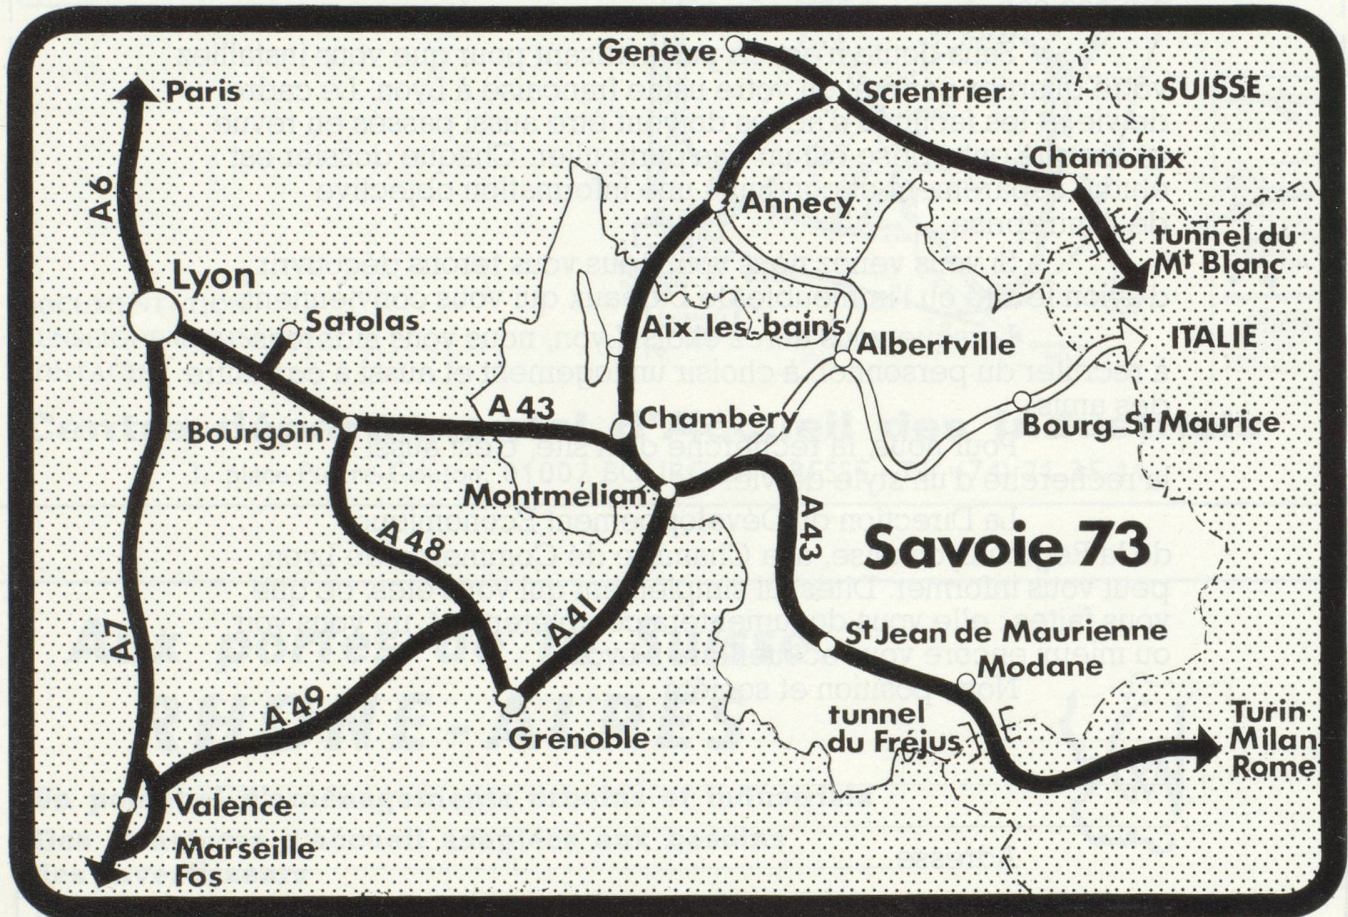 Genève
Scientrier
SUISSE
Paris
Chamonix
A 6
Annecy
tunnel du
Mt Blanc
Lyon
Satolas
Aix-les-bains
Albertville
ITALIE
A 43
Chambèry
Bourg-St Maurice
Bourgoin
Montmélian
A 48
A 43
Savoie 73
A 41
A 7
St Jean de Maurienne
Modane
A 49
Grenoble
tunnel
du Fréjus
Turin
Milan
Rome
Valence
Marseille
Fos